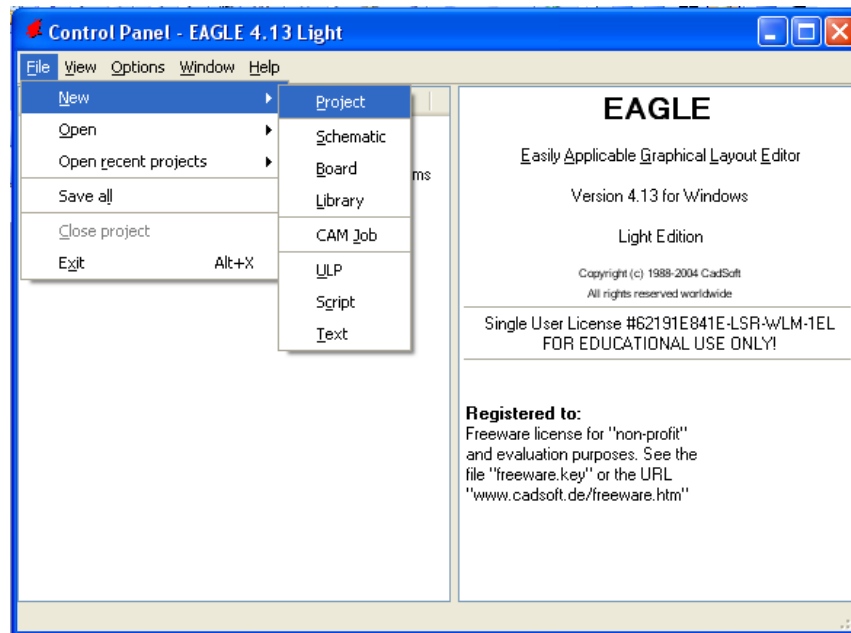 Control Panel - EAGLE 4.13 Light
File View Options Window Help
New
Open
Open recent projects
Save all
Close project
Exit Alt+X
Project
Schematic
Board
Library
CAM Job
ULP
Script
Text
ms
EAGLE
Easily Applicable Graphical Layout Editor
Version 4.13 for Windows
Light Edition
Copyright (c) 1988-2004 CadSoft
All rights reserved worldwide
Single User License #62191E841E-LSR-WLM-1EL
FOR EDUCATIONAL USE ONLY!
Registered to:
Freeware license for "non-profit"
and evaluation purposes. See the
file "freeware.key" or the URL
"www.cadsoft.de/freeware.htm"